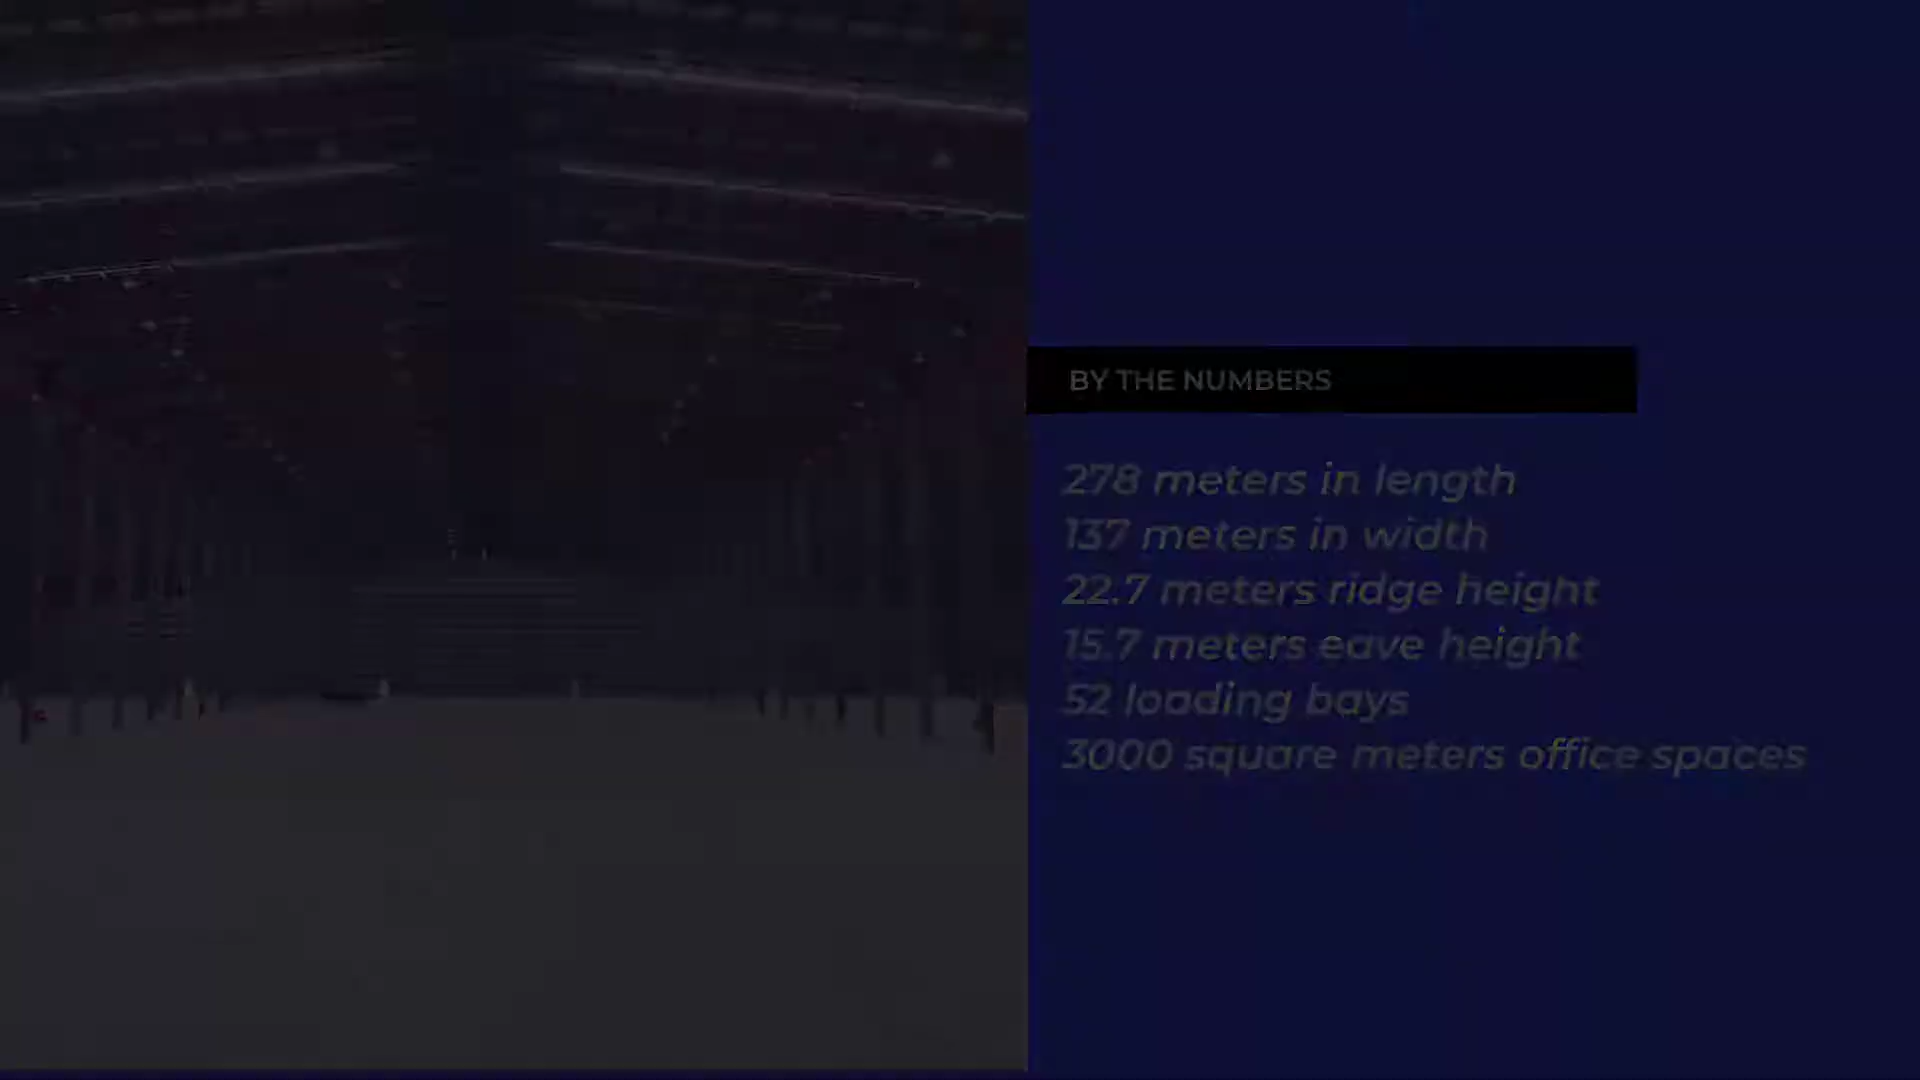 BY THE NUMBERS
278 meters in length
137 meters in width
22.7 meters ridge height
15.7 meters eave height
52 loading bays
3000 square meters office spaces